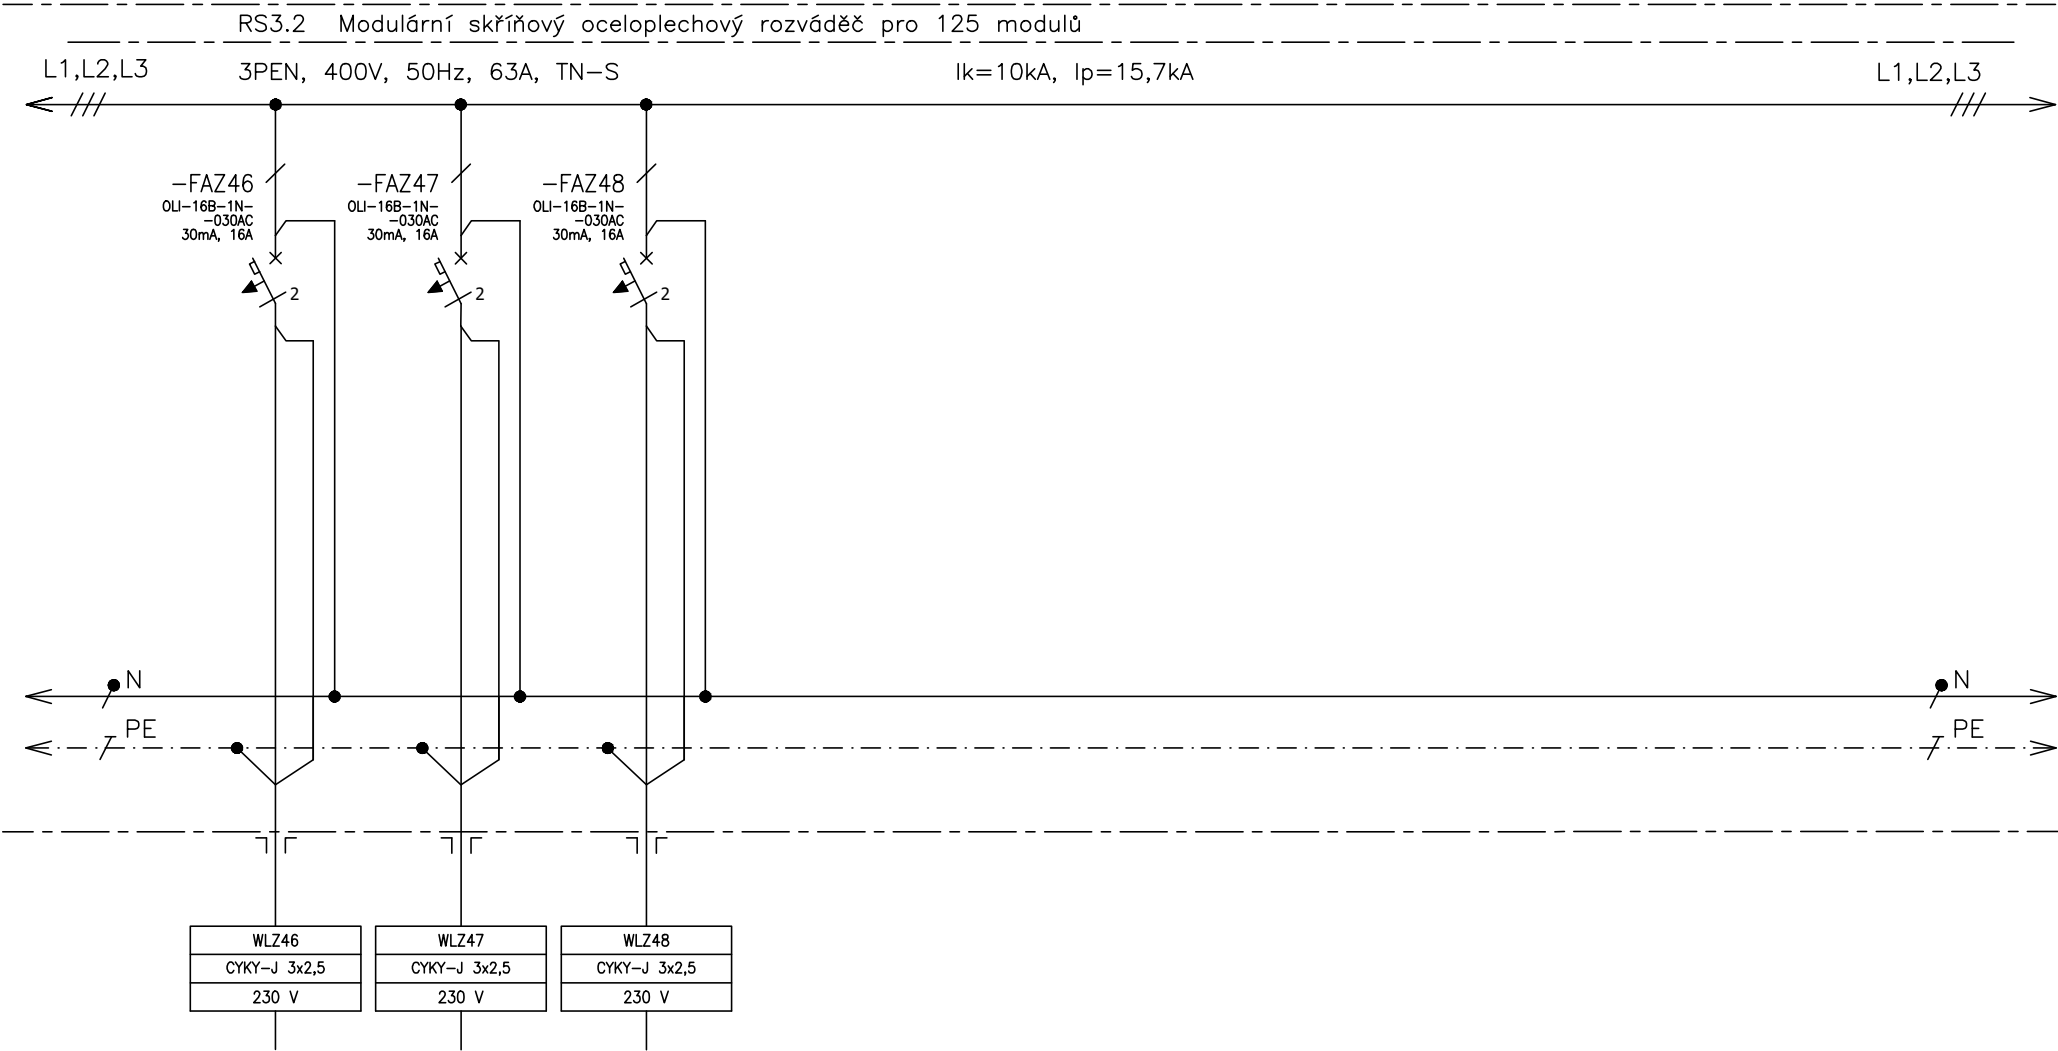 RS3.2 Modulární skříňový oceloplechový rozváděč pro 125 modulů
L1,L2,L3
3PEN, 400V, 50Hz, 63A, TN-S
Ik=10kA, Ip=15,7kA
L1,L2,L3
-FAZ46
OLI-16B-1N-
-030AC
30mA, 16A
2
-FAZ47
OLI-16B-1N-
-030AC
30mA, 16A
2
-FAZ48
OLI-16B-1N-
-030AC
30mA, 16A
2
N
N
PE
PE
WLZ46
CYKY-J 3x2,5
230 V
WLZ47
CYKY-J 3x2,5
230 V
WLZ48
CYKY-J 3x2,5
230 V